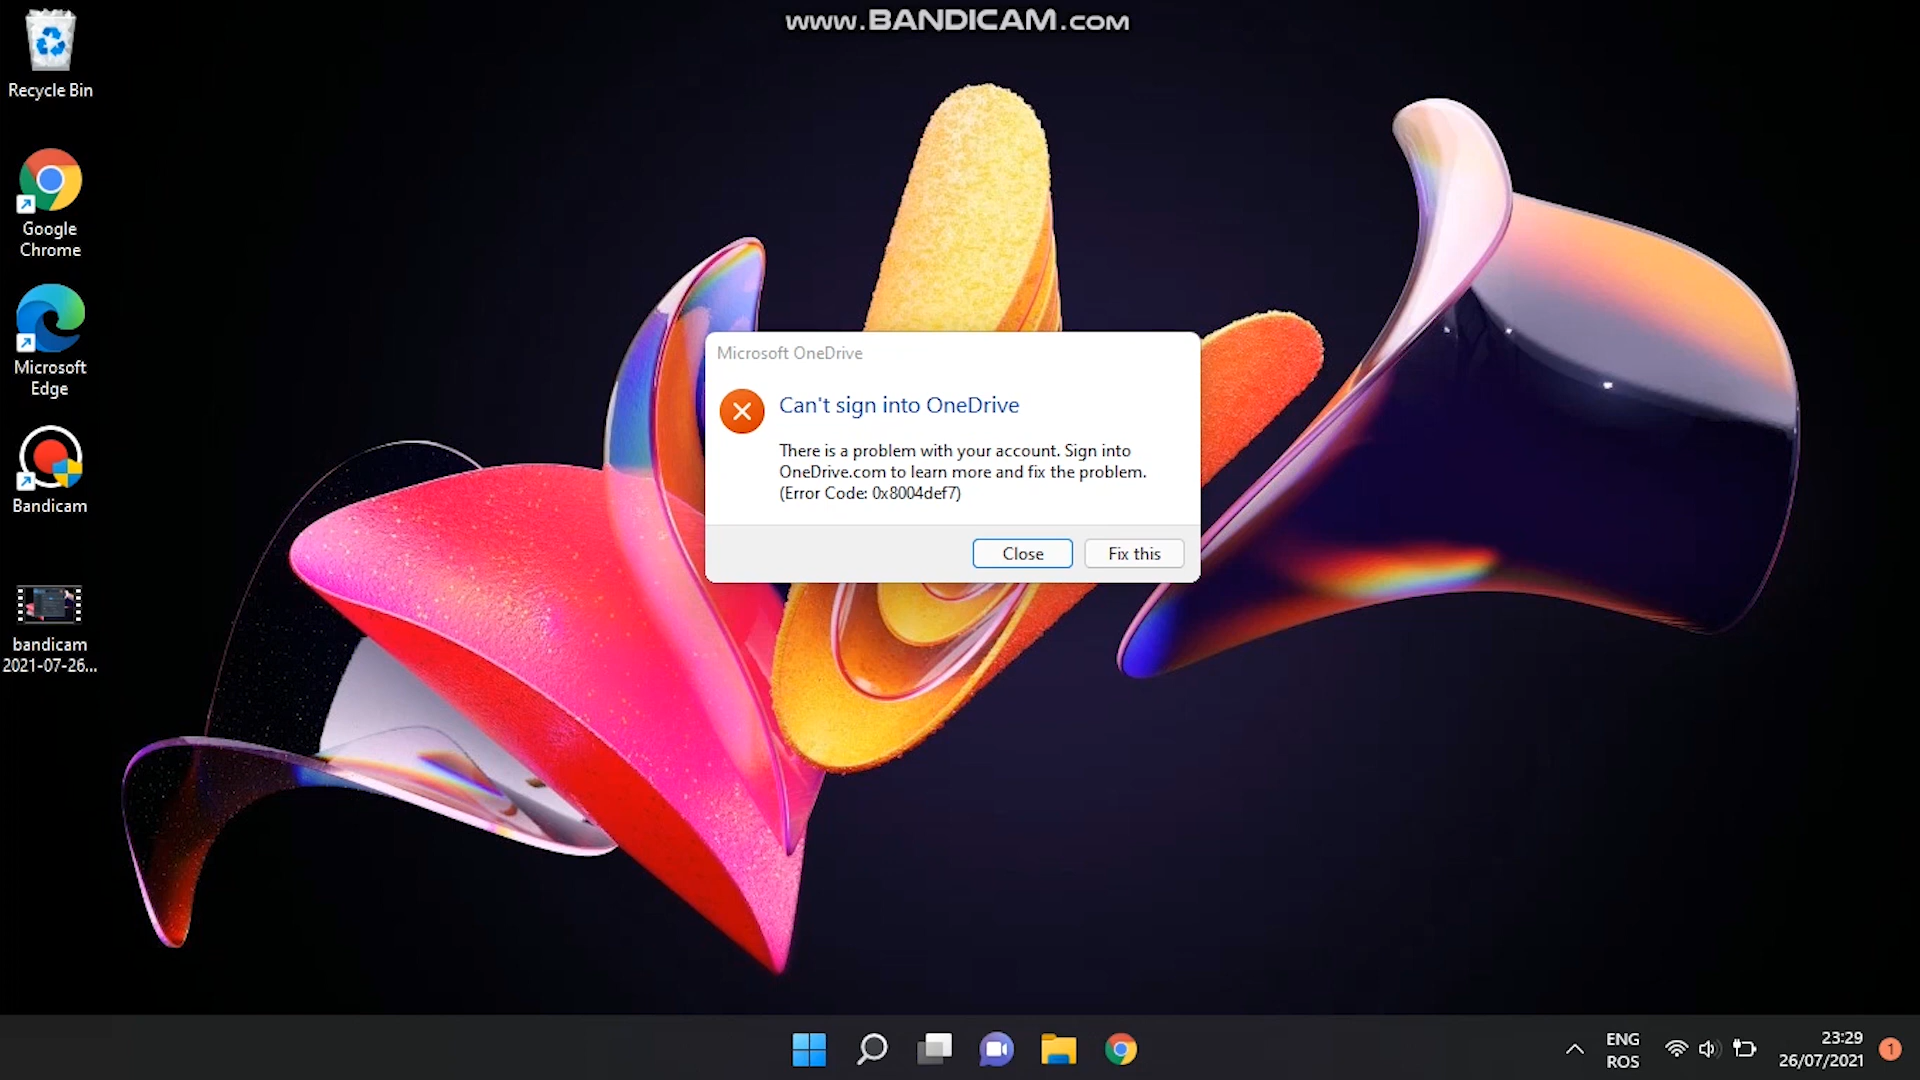 www.BANDICAM.com
Recycle Bin
Google
Chrome
Microsoft
Edge
Bandicam
bandicam
2021-07-26...
Microsoft OneDrive
Can't sign into OneDrive
There is a problem with your account. Sign into
OneDrive.com to learn more and fix the problem.
(Error Code: 0x8004def7)
Close
Fix this
ENG
ROS
23:29
26/07/2021
1